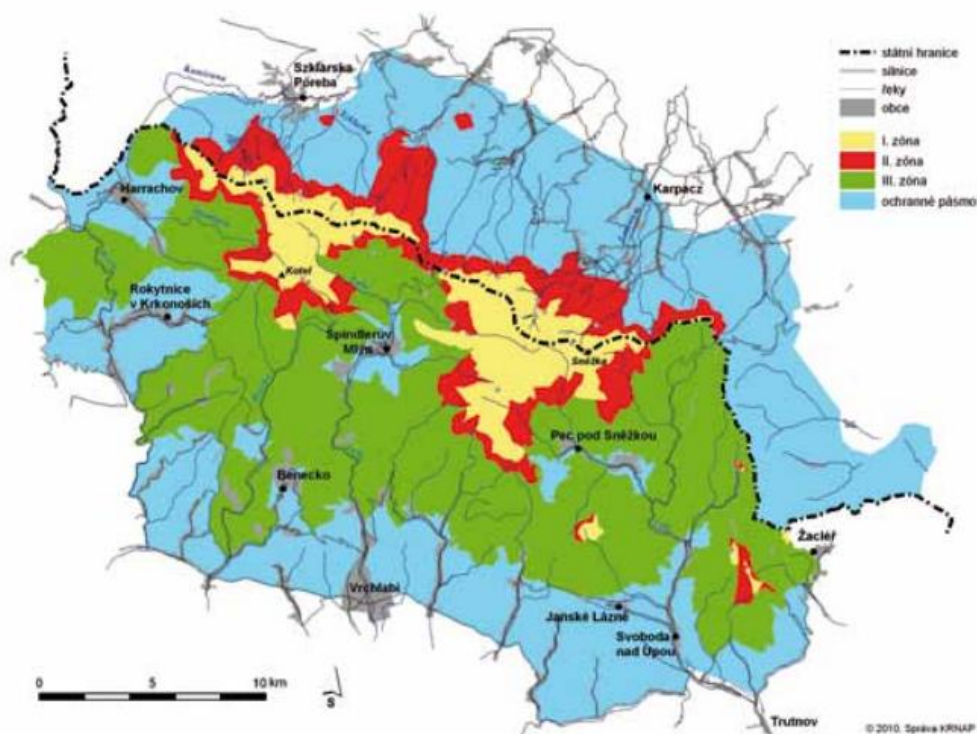 Szklarska
Poreba
Kamienna
Harrachov
Karpacz
Kotel
Rokytnice
v Krkonoších
Špindlerův
Mlýn
Sněžka
Pec pod Sněžkou
Benecko
Žacléř
Vrchlabí
Janské Lázně
Svoboda
nad Úpou
Trutnov
státní hranice
silnice
řeky
obce
I. zóna
II. zóna
III. zóna
ochranné pásmo
0 5 10 km
S
© 2010, Správa KRNAP